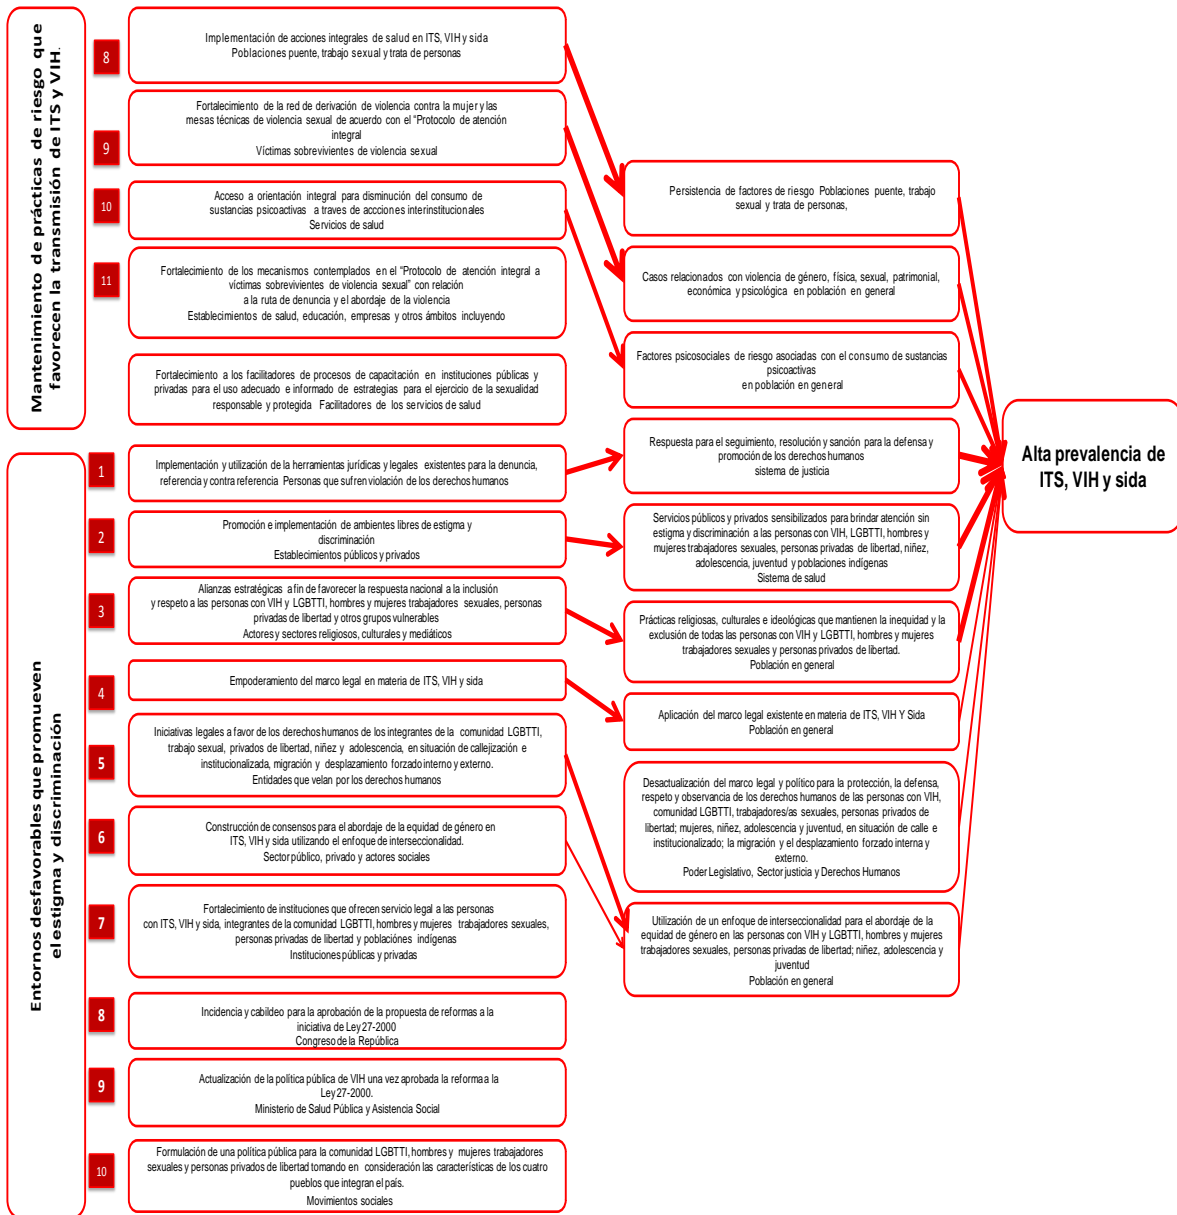 Mantenimiento de prácticas de riesgo que
favorecen la transmisión de ITS y VIH.
8
Implementación de acciones integrales de salud en ITS, VIH y sida
Poblaciones puente, trabajo sexual y trata de personas
9
Fortalecimiento de la red de derivación de violencia contra la mujer y las
mesas técnicas de violencia sexual de acuerdo con el “Protocolo de atención
integral
Víctimas sobrevivientes de violencia sexual
10
Acceso a orientación integral para disminución del consumo de
sustancias psicoactivas a traves de accciones interinstitucionales
Servicios de salud
11
Fortalecimiento de los mecanismos contemplados en el “Protocolo de atención integral a
víctimas sobrevivientes de violencia sexual” con relación
a la ruta de denuncia y el abordaje de la violencia
Establecimientos de salud, educación, empresas y otros ámbitos incluyendo
Fortalecimiento a los facilitadores de procesos de capacitación en instituciones públicas y
privadas para el uso adecuado e informado de estrategias para el ejercicio de la sexualidad
responsable y protegida Facilitadores de los servicios de salud
Entornos desfavorables que promueven
el estigma y discriminación
1
Implementación y utilización de la herramientas jurídicas y legales existentes para la denuncia,
referencia y contra referencia Personas que sufren violación de los derechos humanos
2
Promoción e implementación de ambientes libres de estigma y
discriminación
Establecimientos públicos y privados
3
Alianzas estratégicas a fin de favorecer la respuesta nacional a la inclusión
y respeto a las personas con VIH y LGBTTI, hombres y mujeres trabajadores sexuales, personas
privadas de libertad y otros grupos vulnerables
Actores y sectores religiosos, culturales y mediáticos
4
Empoderamiento del marco legal en materia de ITS, VIH y sida
5
Iniciativas legales a favor de los derechos humanos de los integrantes de la comunidad LGBTTI,
trabajo sexual, privados de libertad, niñez y adolescencia, en situación de callejización e
institucionalizada, migración y desplazamiento forzado interno y externo.
Entidades que velan por los derechos humanos
6
Construcción de consensos para el abordaje de la equidad de género en
ITS, VIH y sida utilizando el enfoque de interseccionalidad.
Sector público, privado y actores sociales
7
Fortalecimiento de instituciones que ofrecen servicio legal a las personas
con ITS, VIH y sida, integrantes de la comunidad LGBTTI, hombres y mujeres trabajadores sexuales,
personas privadas de libertad y poblaciónes indígenas
Instituciones públicas y privadas
8
Incidencia y cabildeo para la aprobación de la propuesta de reformas a la
iniciativa de Ley 27-2000
Congreso de la República
9
Actualización de la política pública de VIH una vez aprobada la reforma a la
Ley 27-2000.
Ministerio de Salud Pública y Asistencia Social
10
Formulación de una política pública para la comunidad LGBTTI, hombres y mujeres trabajadores
sexuales y personas privados de libertad tomando en consideración las características de los cuatro
pueblos que integran el país.
Movimientos sociales
Persistencia de factores de riesgo Poblaciones puente, trabajo
sexual y trata de personas,
Casos relacionados con violencia de género, física, sexual, patrimonial,
económica y psicológica en población en general
Factores psicosociales de riesgo asociadas con el consumo de sustancias
psicoactivas
en población en general
Respuesta para el seguimiento, resolución y sanción para la defensa y
promoción de los derechos humanos
sistema de justicia
Servicios públicos y privados sensibilizados para brindar atención sin
estigma y discriminación a las personas con VIH, LGBTTI, hombres y
mujeres trabajadores sexuales, personas privadas de libertad, niñez,
adolescencia, juventud y poblaciones indígenas
Sistema de salud
Prácticas religiosas, culturales e ideológicas que mantienen la inequidad y la
exclusión de todas las personas con VIH y LGBTTI, hombres y mujeres
trabajadores sexuales y personas privados de libertad.
Población en general
Aplicación del marco legal existente en materia de ITS, VIH Y Sida
Población en general
Desactualización del marco legal y político para la protección, la defensa,
respeto y observancia de los derechos humanos de las personas con VIH,
comunidad LGBTTI, trabajadores/as sexuales, personas privados de
libertad; mujeres, niñez, adolescencia y juventud, en situación de calle e
institucionalizado; la migración y el desplazamiento forzado interna y
externo.
Poder Legislativo, Sector justicia y Derechos Humanos
Utilización de un enfoque de interseccionalidad para el abordaje de la
equidad de género en las personas con VIH y LGBTTI, hombres y mujeres
trabajadores sexuales, personas privadas de libertad; niñez, adolescencia y
juventud
Población en general
Alta prevalencia de
ITS, VIH y sida